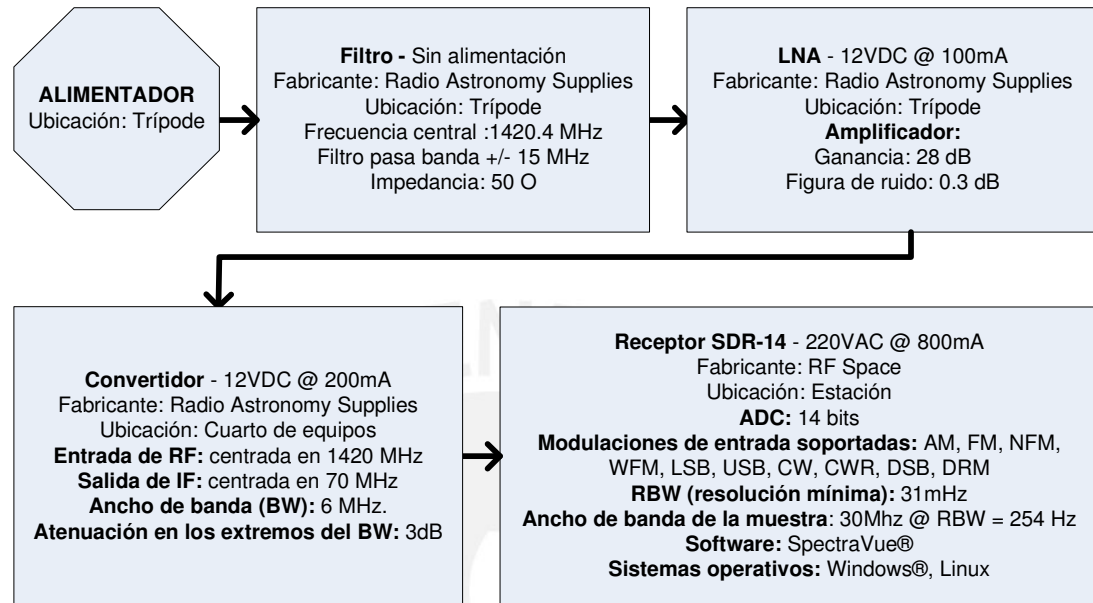 ALIMENTADOR
Ubicación: Trípode
Filtro - Sin alimentación
Fabricante: Radio Astronomy Supplies
Ubicación: Trípode
Frecuencia central :1420.4 MHz
Filtro pasa banda +/- 15 MHz
Impedancia: 50 O
LNA - 12VDC @ 100mA
Fabricante: Radio Astronomy Supplies
Ubicación: Trípode
Amplificador:
Ganancia: 28 dB
Figura de ruido: 0.3 dB
Convertidor - 12VDC @ 200mA
Fabricante: Radio Astronomy Supplies
Ubicación: Cuarto de equipos
Entrada de RF: centrada en 1420 MHz
Salida de IF: centrada en 70 MHz
Ancho de banda (BW): 6 MHz.
Atenuación en los extremos del BW: 3dB
Receptor SDR-14 - 220VAC @ 800mA
Fabricante: RF Space
Ubicación: Estación
ADC: 14 bits
Modulaciones de entrada soportadas: AM, FM, NFM,
WFM, LSB, USB, CW, CWR, DSB, DRM
RBW (resolución mínima): 31mHz
Ancho de banda de la muestra: 30Mhz @ RBW = 254 Hz
Software: SpectraVue®
Sistemas operativos: Windows®, Linux